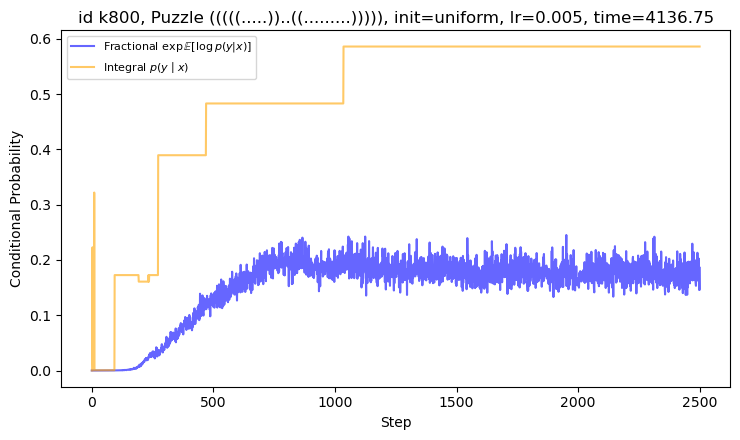 id k800, Puzzle (((((.....))..((.........))))), init=uniform, lr=0.005, time=4136.75
Fractional exp𝔼[log p(y|x)]
Integral p(y | x)
Conditional Probability
0.6
0.5
0.4
0.3
0.2
0.1
0.0
0 500 1000 1500 2000 2500
Step